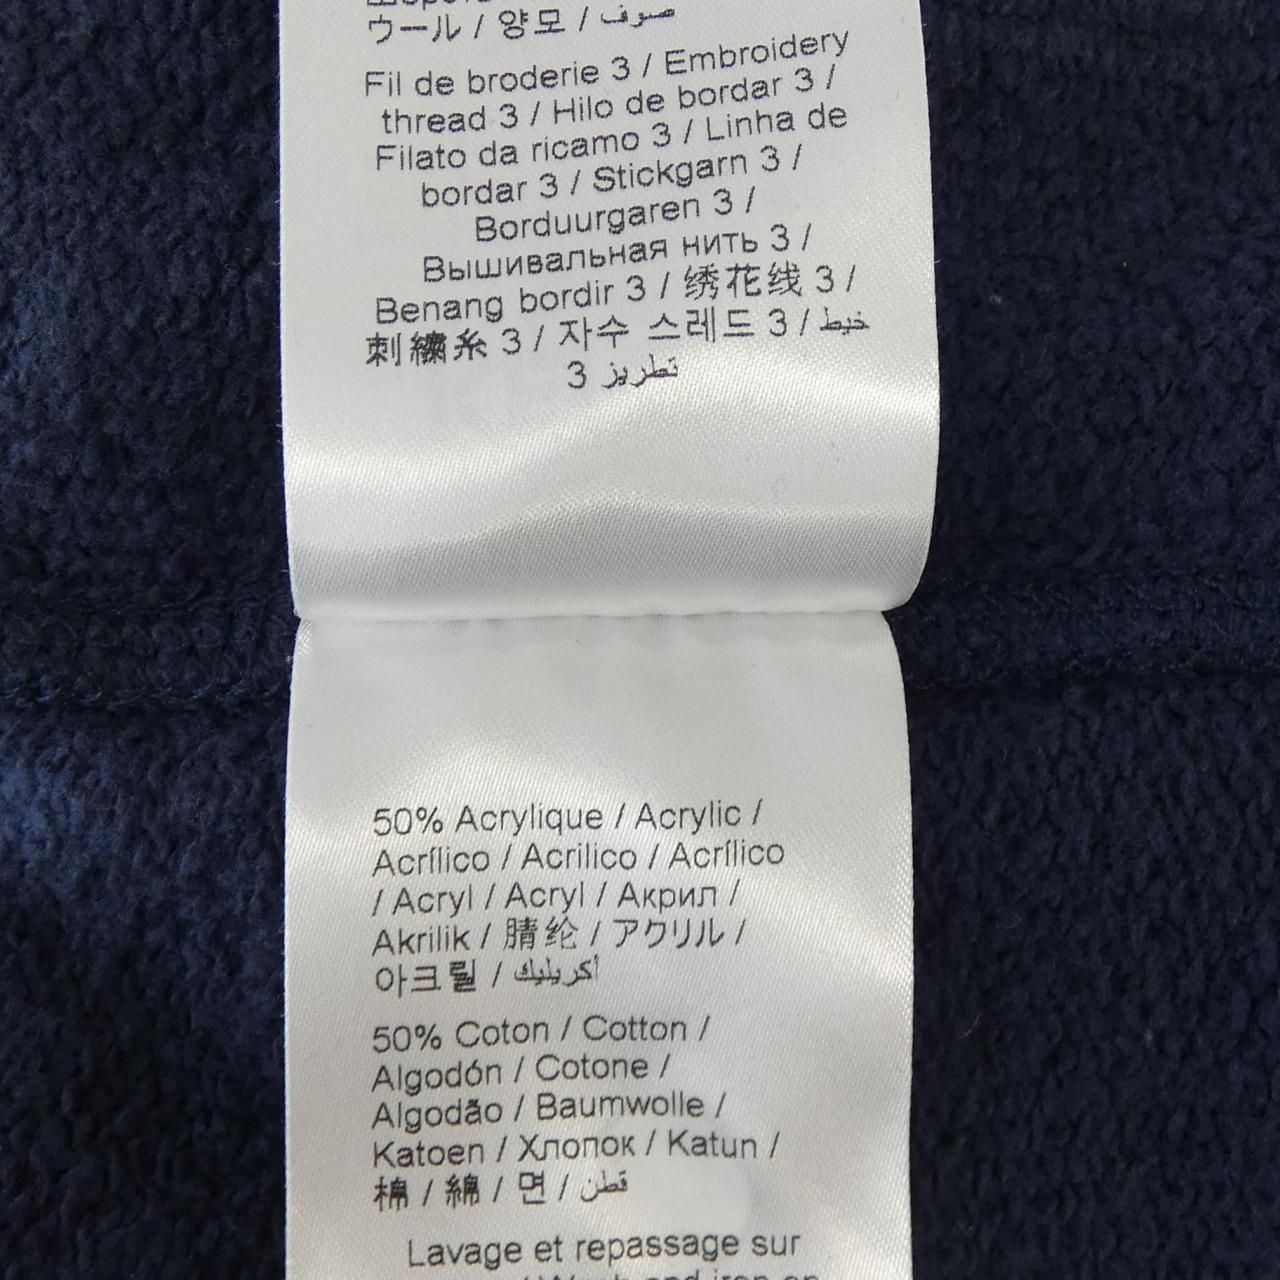 ウール / 양모 / صوف
Fil de broderie 3 / Embroidery
thread 3 / Hilo de bordar 3 /
Filato da ricamo 3 / Linha de
bordar 3 / Stickgarn 3 /
Borduurgaren 3 /
Вышивальная нить 3 /
Benang bordir 3 / 绣花线 3 /
刺繍糸 3 / 자수 스레드 3 / خيط
تطريز 3
50% Acrylique / Acrylic /
Acrílico / Acrilico / Acrílico
/ Acryl / Acryl / Акрил /
Akrilik / 腈纶 / アクリル /
아크릴 / أكريليك
50% Coton / Cotton /
Algodón / Cotone /
Algodão / Baumwolle /
Katoen / Хлопок / Katun /
棉 / 綿 / 면 / قطن
Lavage et repassage sur